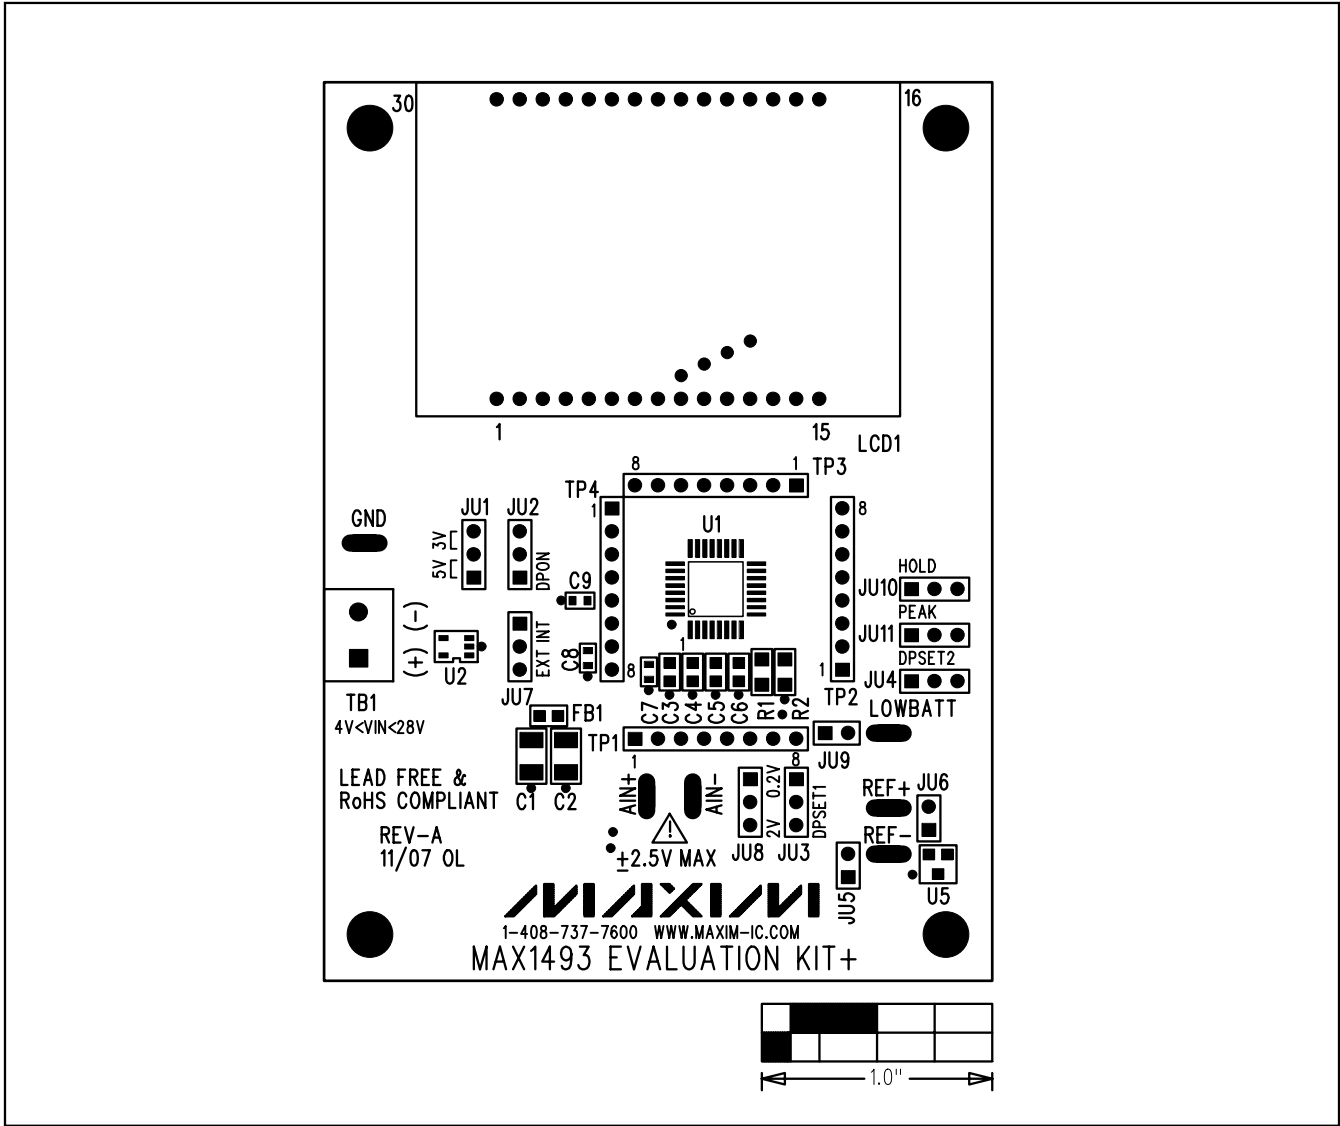 30
16
1
15
LCD1
8
1
TP3
TP4
1
JU1
JU2
U1
8
GND
5V 3V
DPON
HOLD
C9
JU10
PEAK
(-)
JU11
EXT INT
C8
8
1
DPSET2
(+)
U2
1
JU4
TB1
JU7
TP2
4V<VIN<28V
FB1
C7
C3
C4
C5
C6
R1
R2
LOWBATT
TP1
1
8
JU9
LEAD FREE &
RoHS COMPLIANT
C1
C2
AIN+
AIN-
0.2V
2V
DPSET1
REF+
JU6
REV-A
REF-
11/07 OL
±2.5V MAX
JU8
JU3
!
JU5
U5
MAXIM
1-408-737-7600 WWW.MAXIM-IC.COM
MAX1493 EVALUATION KIT+
1.0"